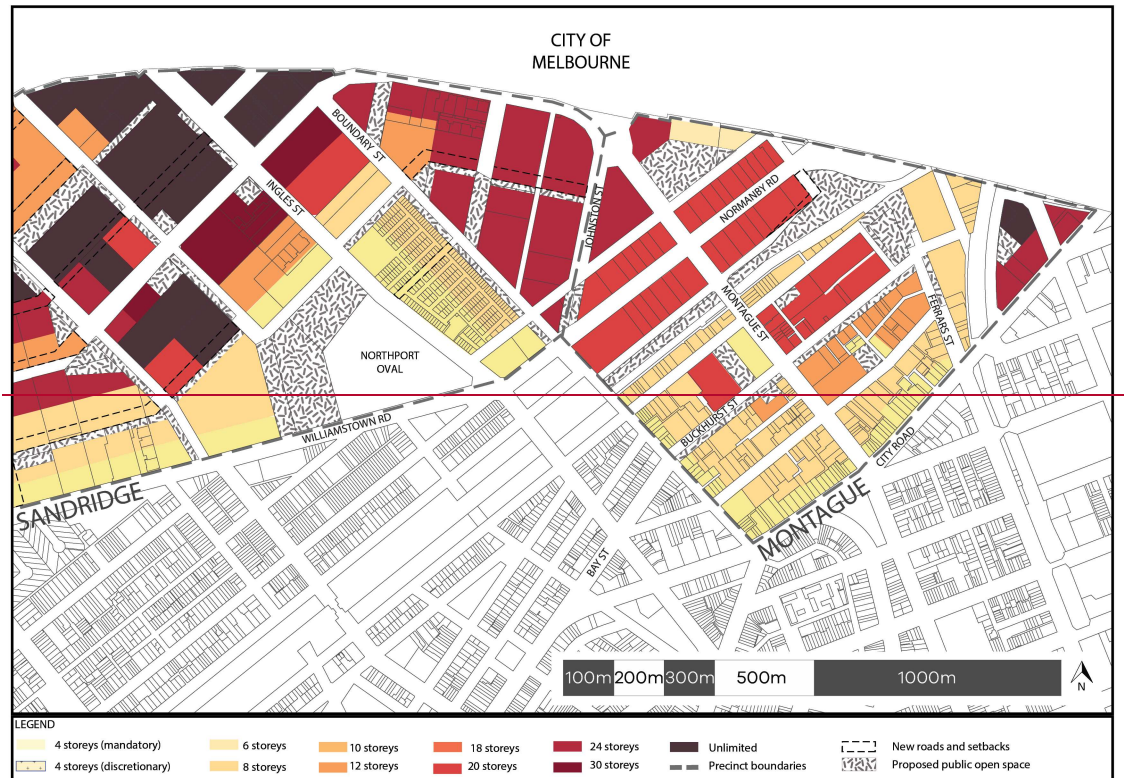 CITY OF
MELBOURNE
BOUNDARY ST
INGLES ST
JOHNSTON ST
NORMANBY RD
MONTAGUE ST
FERRARS ST
NORTHPORT
OVAL
BUCKHURST ST
WILLIAMSTOWN RD
CITY ROAD
SANDRIDGE
MONTAGUE
BAY ST
100m 200m 300m 500m 1000m
N
LEGEND
4 storeys (mandatory)
6 storeys
10 storeys
18 storeys
24 storeys
Unlimited
New roads and setbacks
4 storeys (discretionary)
8 storeys
12 storeys
20 storeys
30 storeys
Precinct boundaries
Proposed public open space